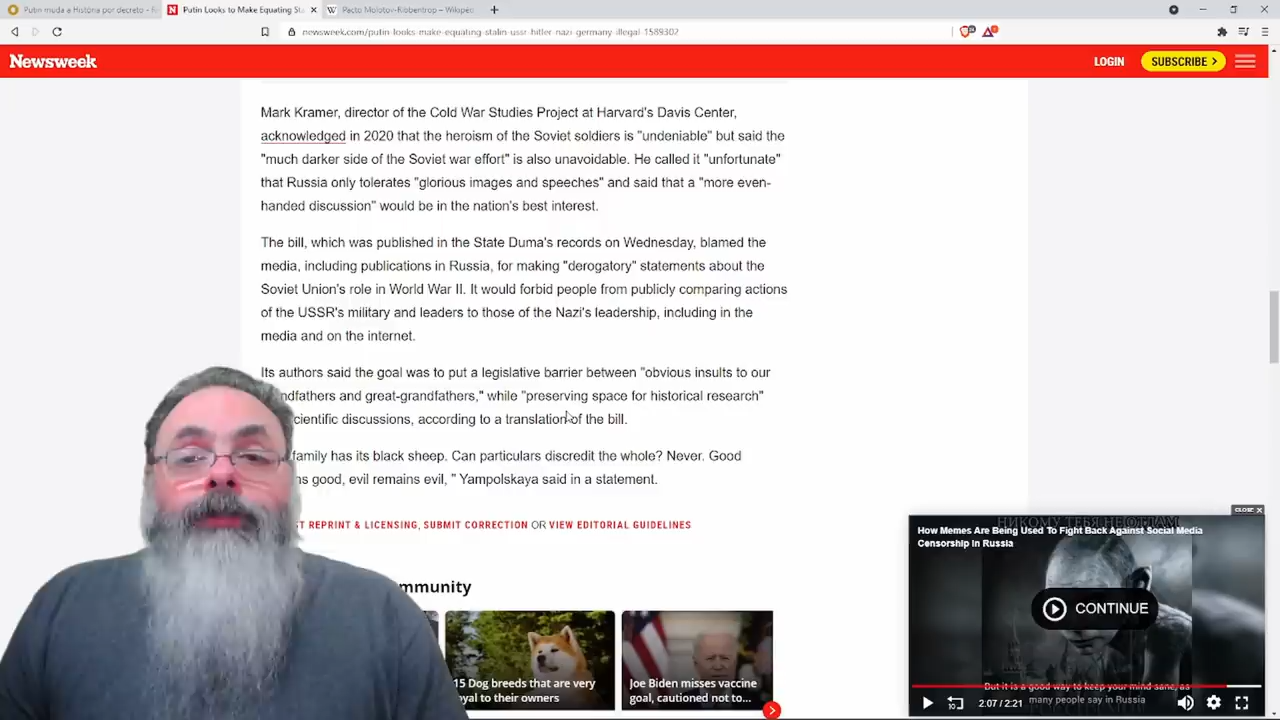 Putin muda a História por decreto -
Putin Looks to Make Equating Sta
Pacto Molotov-Ribbentrop – Wikipé
newsweek.com/putin-looks-make-equating-stalin-ussr-hitler-nazi-germany-illegal-1589302
Newsweek
LOGIN
SUBSCRIBE >
Mark Kramer, director of the Cold War Studies Project at Harvard's Davis Center,
acknowledged in 2020 that the heroism of the Soviet soldiers is "undeniable" but said the
"much darker side of the Soviet war effort" is also unavoidable. He called it "unfortunate"
that Russia only tolerates "glorious images and speeches" and said that a "more even-
handed discussion" would be in the nation's best interest.
The bill, which was published in the State Duma's records on Wednesday, blamed the
media, including publications in Russia, for making "derogatory" statements about the
Soviet Union's role in World War II. It would forbid people from publicly comparing actions
of the USSR's military and leaders to those of the Nazi's leadership, including in the
media and on the internet.
Its authors said the goal was to put a legislative barrier between "obvious insults to our
ndfathers and great-grandfathers," while "preserving space for historical research"
cientific discussions, according to a translation of the bill.
family has its black sheep. Can particulars discredit the whole? Never. Good
ns good, evil remains evil, " Yampolskaya said in a statement.
ST REPRINT & LICENSING, SUBMIT CORRECTION OR VIEW EDITORIAL GUIDELINES
mmunity
15 Dog breeds that are very
oyal to their owners
Joe Biden misses vaccine
goal, cautioned not to...
CLOSE X
НИКОМУ ТЕБЯ НЕ ОТДАМ
How Memes Are Being Used To Fight Back Against Social Media
Censorship In Russia
CONTINUE
But it is a good way to keep your mind sane, as
many people say in Russia
10
2:07 / 2:21